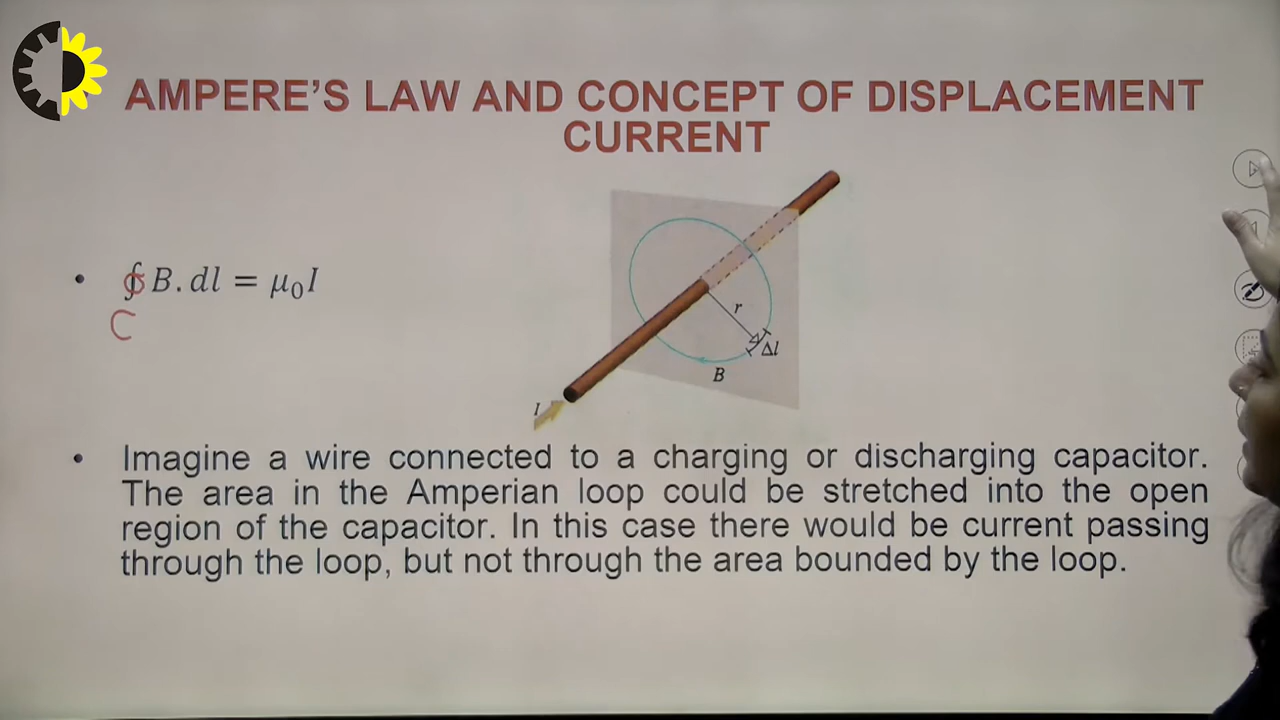 AMPERE'S LAW AND CONCEPT OF DISPLACEMENT
CURRENT
• ∮B.dl = μ₀I
C
r
Δl
B
I
• Imagine a wire connected to a charging or discharging capacitor.
The area in the Amperian loop could be stretched into the open
region of the capacitor. In this case there would be current passing
through the loop, but not through the area bounded by the loop.